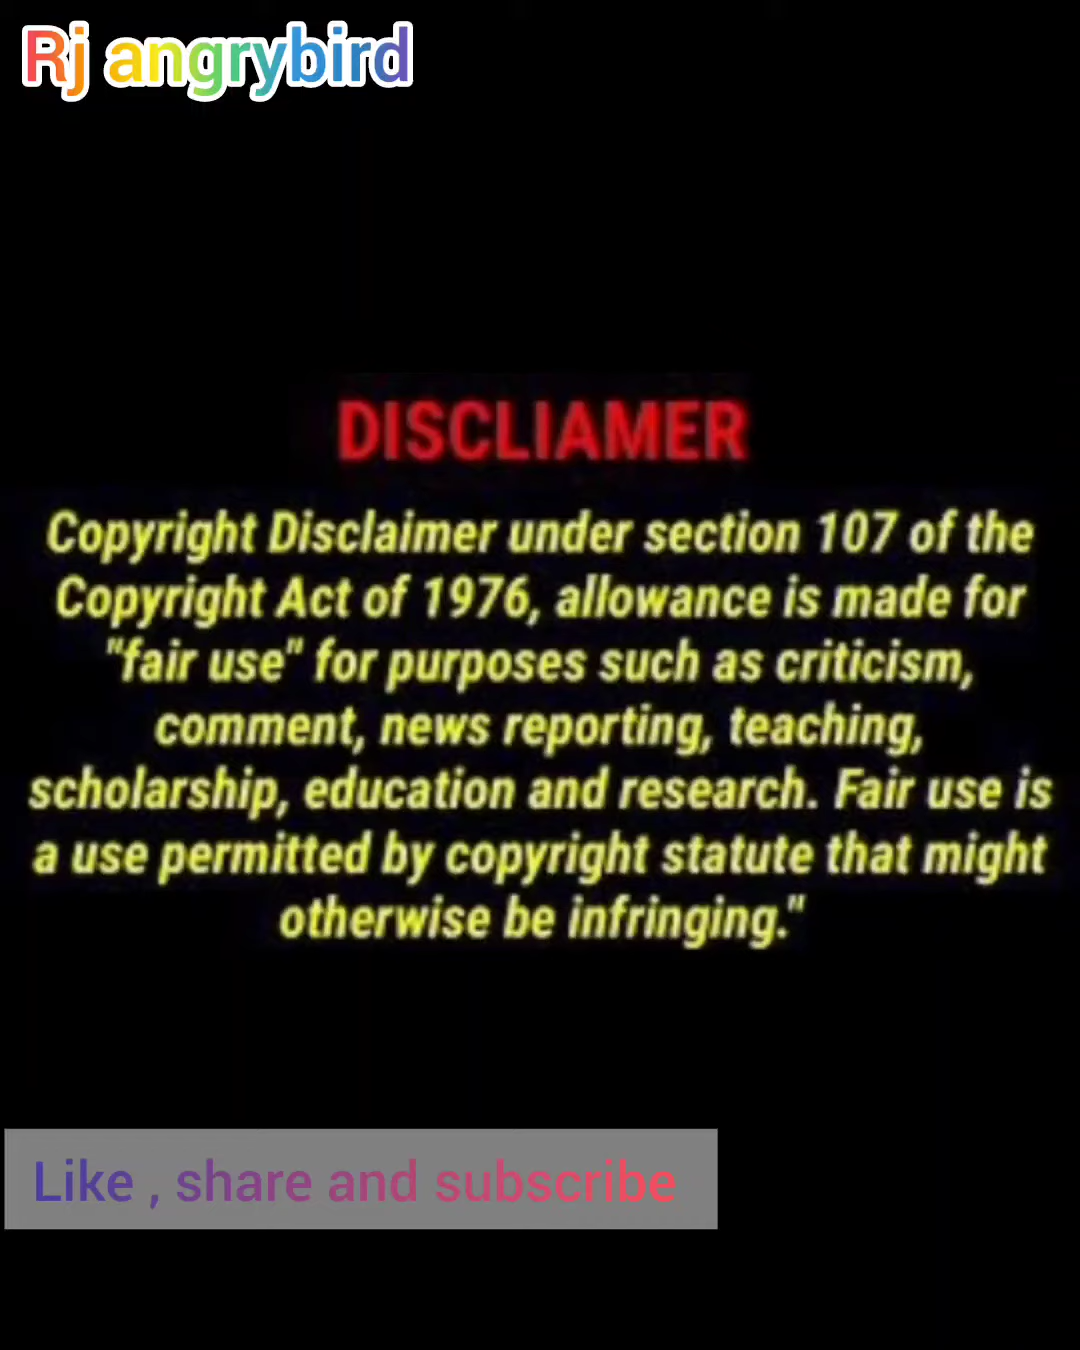 Rj angrybird
DISCLIAMER
Copyright Disclaimer under section 107 of the
Copyright Act of 1976, allowance is made for
"fair use" for purposes such as criticism,
comment, news reporting, teaching,
scholarship, education and research. Fair use is
a use permitted by copyright statute that might
otherwise be infringing."
Like , share and subscribe